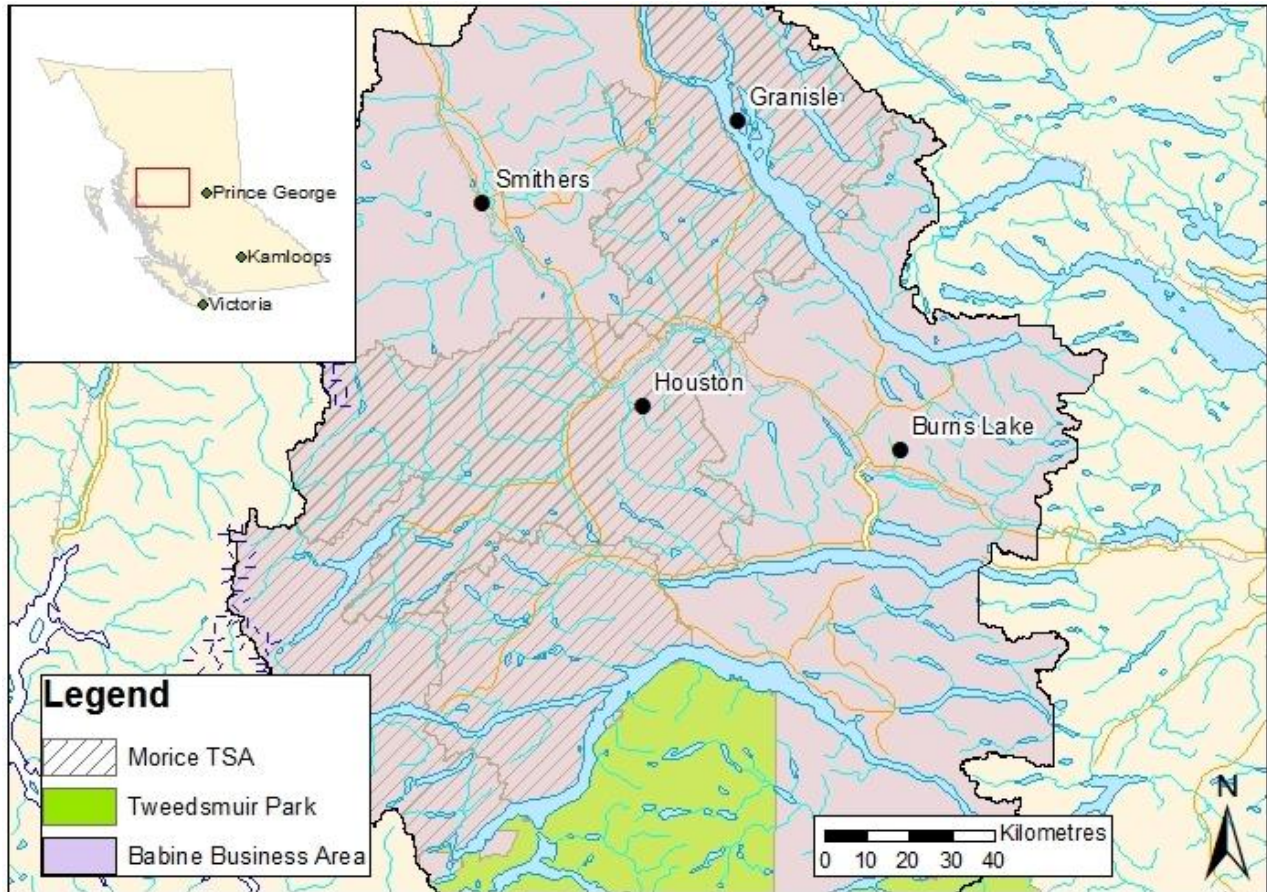 Prince George
Kamloops
Victoria
Granisle
Smithers
Houston
Burns Lake
Legend
Morice TSA
Tweedsmuir Park
Babine Business Area
Kilometres
0 10 20 30 40
N